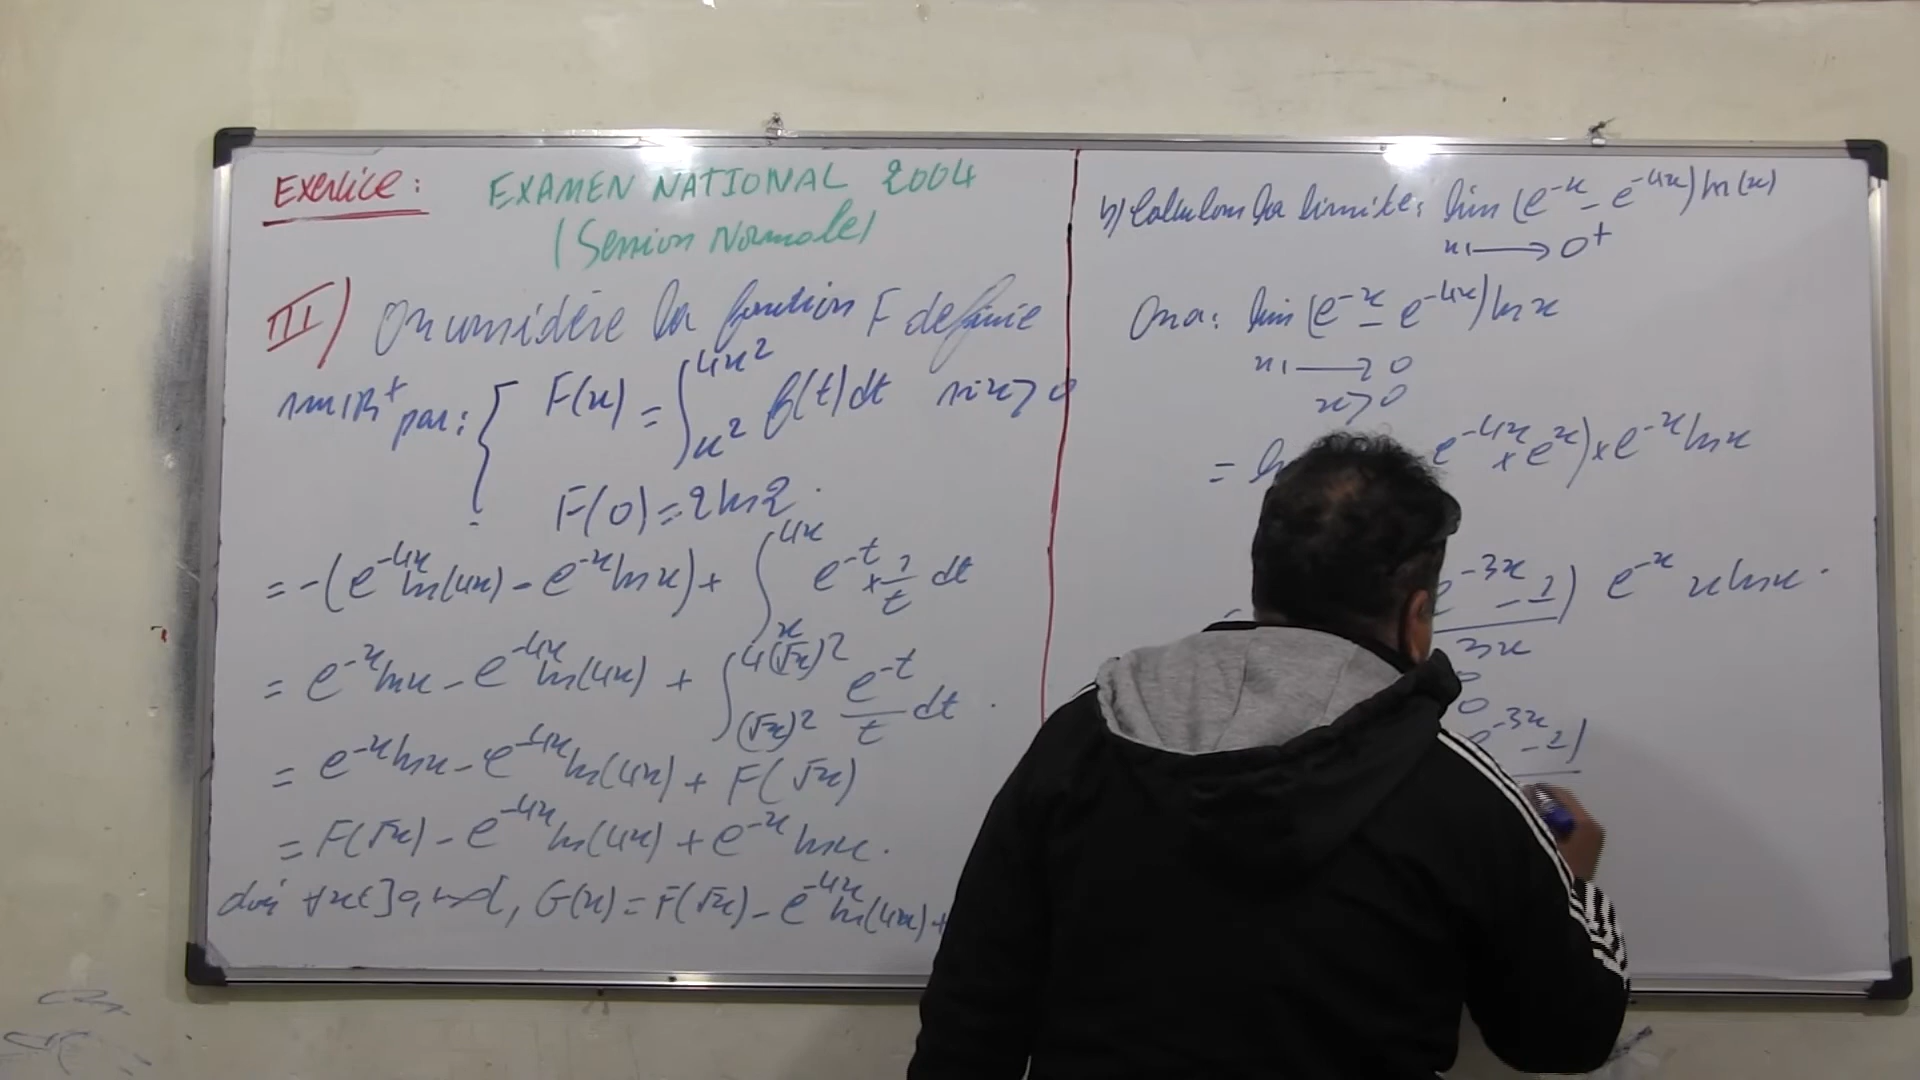 Exercice : EXAMEN NATIONAL 2004
(Session Normale)
III) On considère la fonction F definie
sur IR⁺ par : { F(x) = ∫_{x²}^{4x²} f(t)dt si x > 0
F(0) = 2ln2.
= -(e^{-4x} ln(4x) - e^{-x} ln x) + ∫_{x}^{4x} e^{-t} × 1/t dt
= e^{-x} ln x - e^{-4x} ln(4x) + ∫_{(√x)²}^{4(√x)²} e^{-t}/t dt.
= e^{-x} ln x - e^{-4x} ln(4x) + F(√x)
= F(√x) - e^{-4x} ln(4x) + e^{-x} ln x.
∀x∈]0,+∞[, G(x) = F(√x) - e^{-4x} ln(4x) +
b) Calculons la limite : lim (e^{-x} - e^{-4x}) ln(x)
x → 0⁺
On a : lim (e^{-x} - e^{-4x}) ln x
x → 0
x > 0
= e^{-4x} × e^{x}) × e^{-x} ln x
e^{-3x} - 1) e^{-x} x ln x.
3x
0
e^{-3x} - 1)